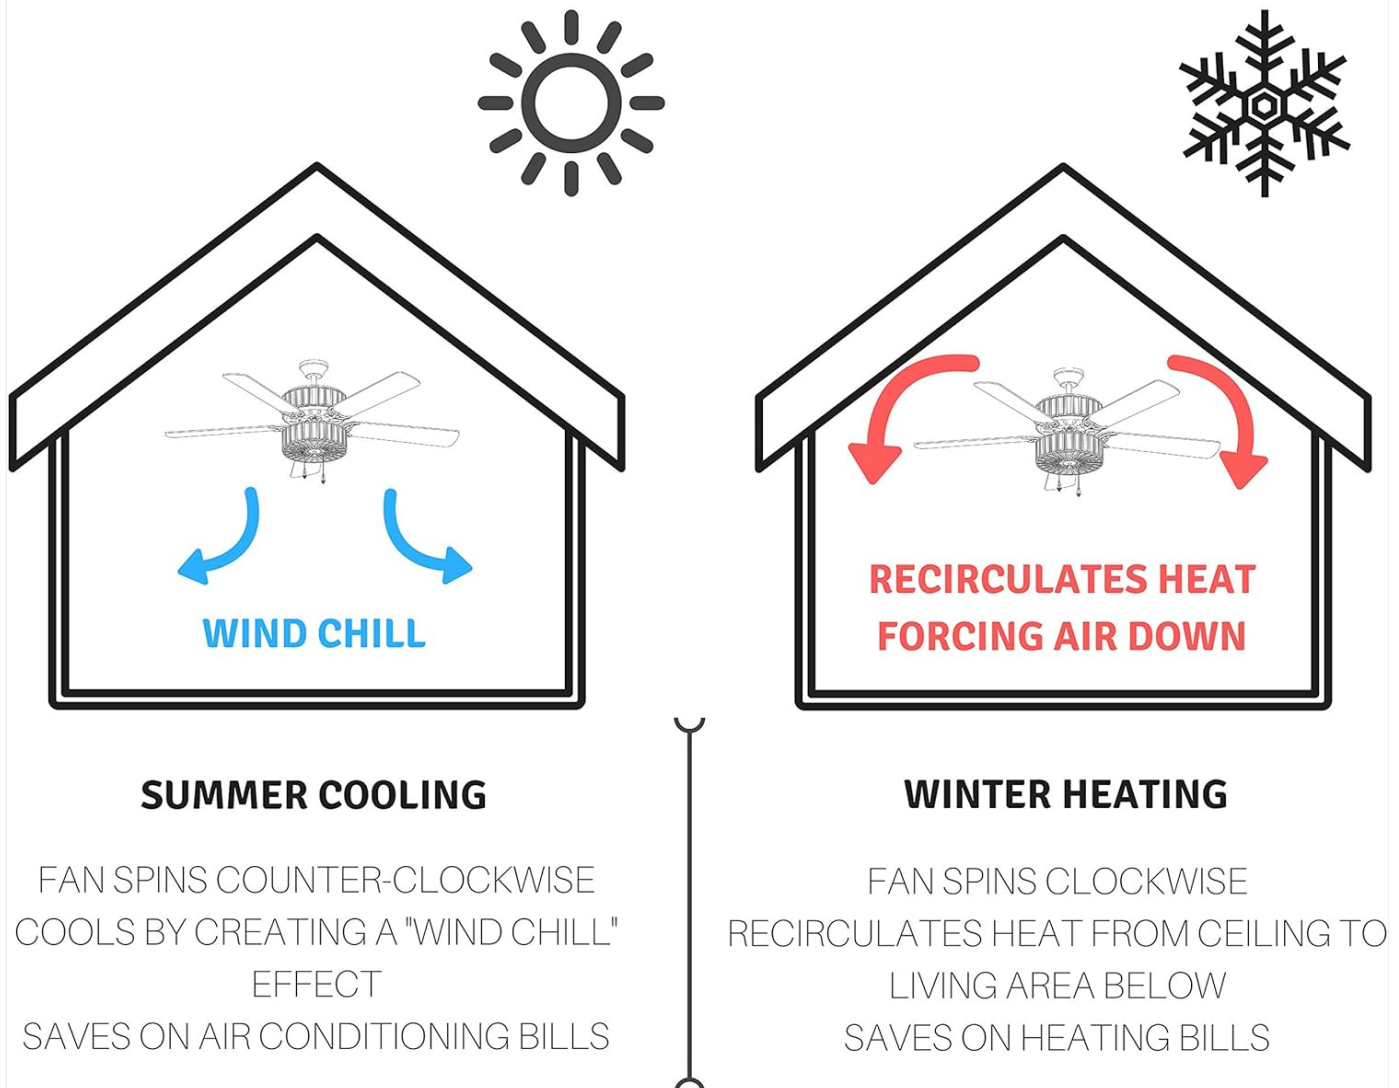 WIND CHILL
RECIRCULATES HEAT
FORCING AIR DOWN
SUMMER COOLING
FAN SPINS COUNTER-CLOCKWISE
COOLS BY CREATING A "WIND CHILL"
EFFECT
SAVES ON AIR CONDITIONING BILLS
WINTER HEATING
FAN SPINS CLOCKWISE
RECIRCULATES HEAT FROM CEILING TO
LIVING AREA BELOW
SAVES ON HEATING BILLS